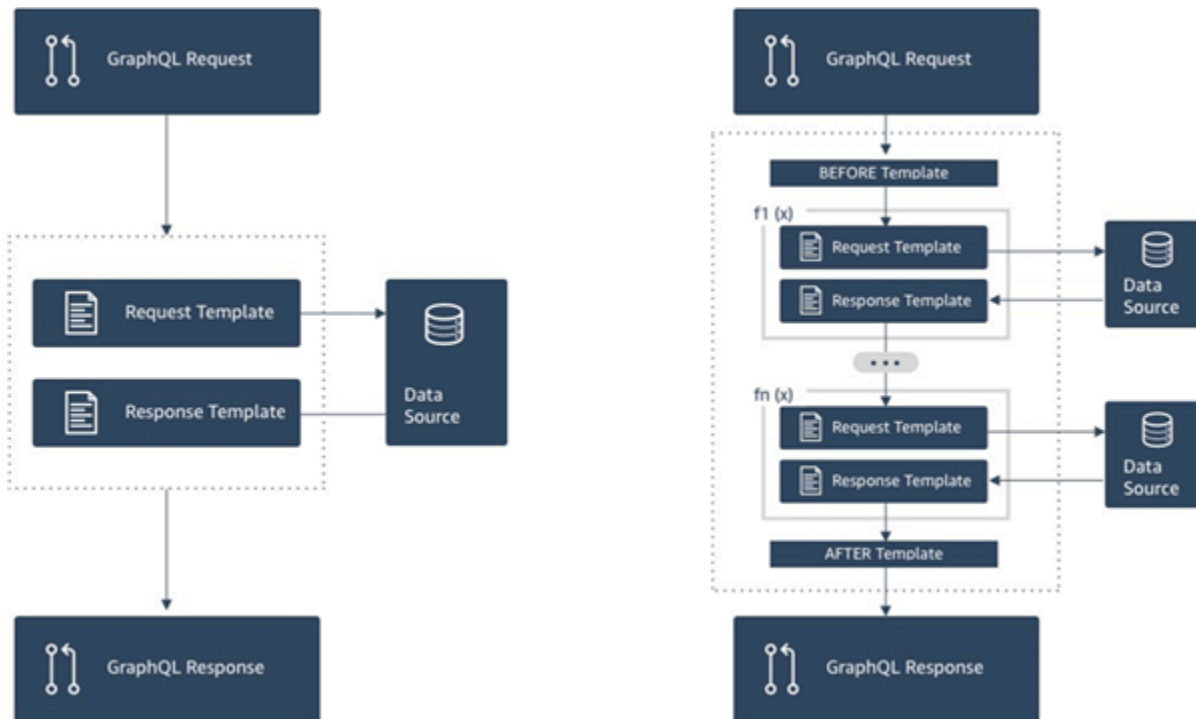 GraphQL Request
Request Template
Response Template
Data
Source
GraphQL Response
GraphQL Request
BEFORE Template
f1 (x)
Request Template
Response Template
Data
Source
fn (x)
Request Template
Response Template
Data
Source
AFTER Template
GraphQL Response